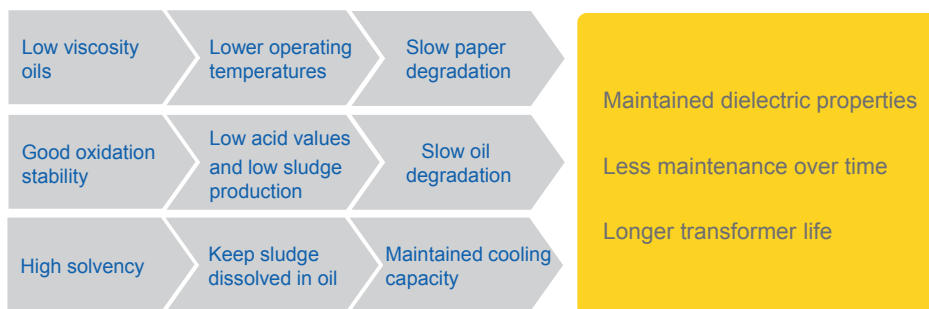 Low viscosity
oils
Lower operating
temperatures
Slow paper
degradation
Good oxidation
stability
Low acid values
and low sludge
production
Slow oil
degradation
High solvency
Keep sludge
dissolved in oil
Maintained cooling
capacity
Maintained dielectric properties
Less maintenance over time
Longer transformer life